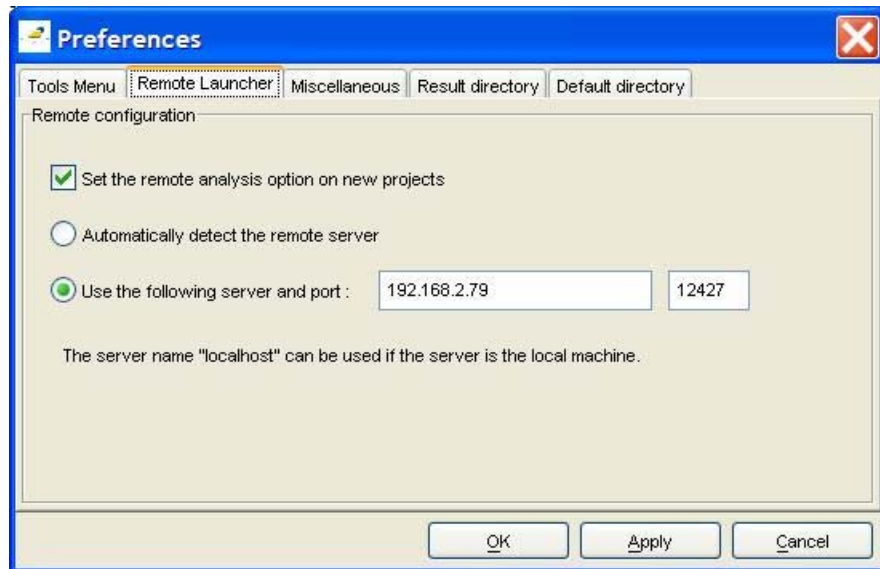 Preferences
Tools Menu Remote Launcher Miscellaneous Result directory Default directory
Remote configuration
Set the remote analysis option on new projects
Automatically detect the remote server
Use the following server and port : 192.168.2.79 12427
The server name "localhost" can be used if the server is the local machine.
OK Apply Cancel